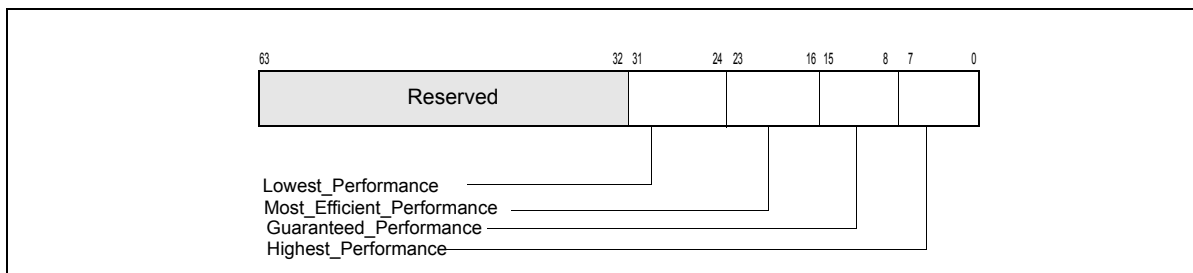 63 32 31 24 23 16 15 8 7 0
Reserved
Lowest_Performance
Most_Efficient_Performance
Guaranteed_Performance
Highest_Performance